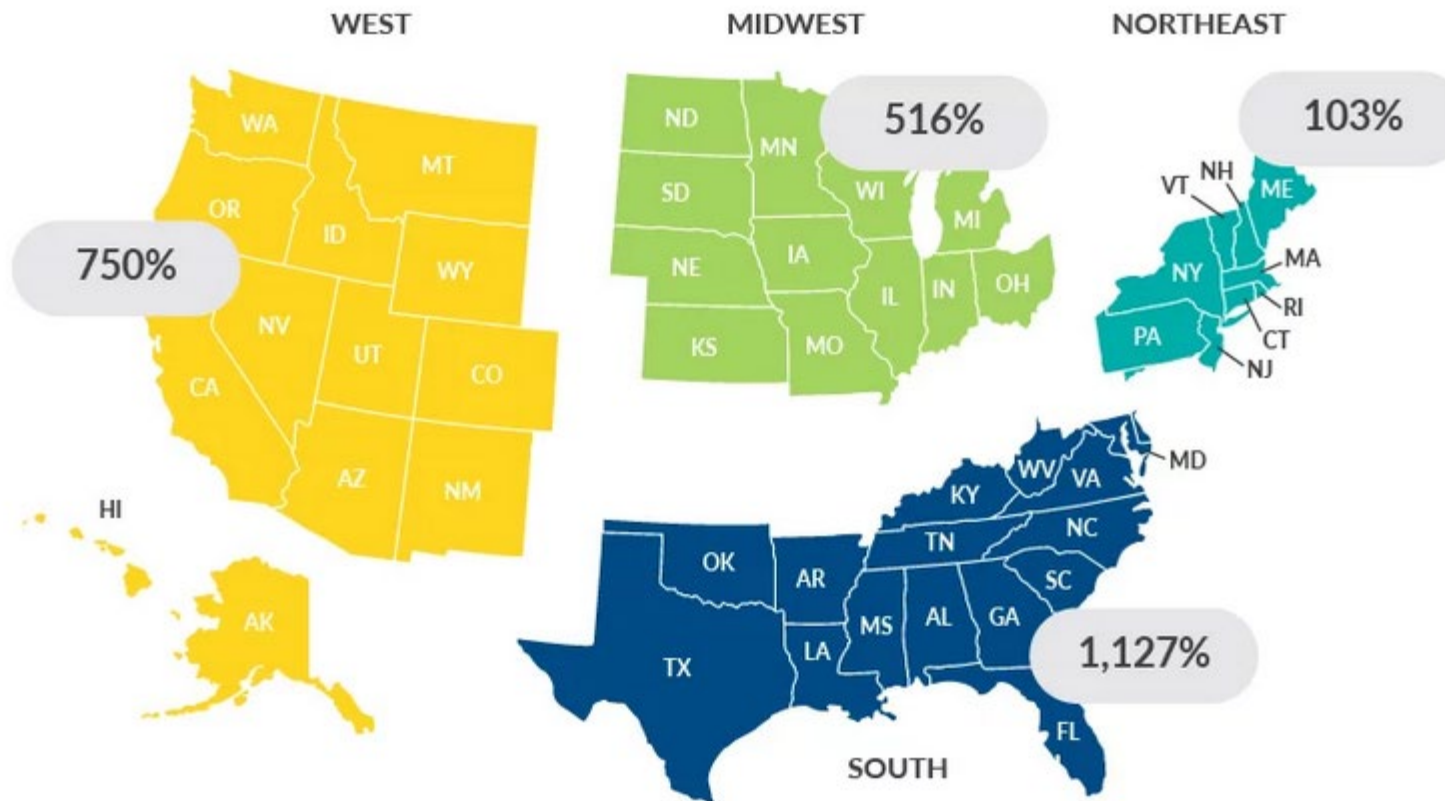 WEST
MIDWEST
NORTHEAST
WA
MT
OR
ID
WY
750%
NV
UT
CO
CA
AZ
NM
HI
AK
ND
MN
516%
SD
WI
MI
NE
IA
IL
IN
OH
KS
MO
103%
VT
NH
ME
NY
MA
RI
PA
CT
NJ
WV
MD
KY
VA
NC
TN
OK
AR
SC
MS
AL
GA
TX
LA
1,127%
FL
SOUTH